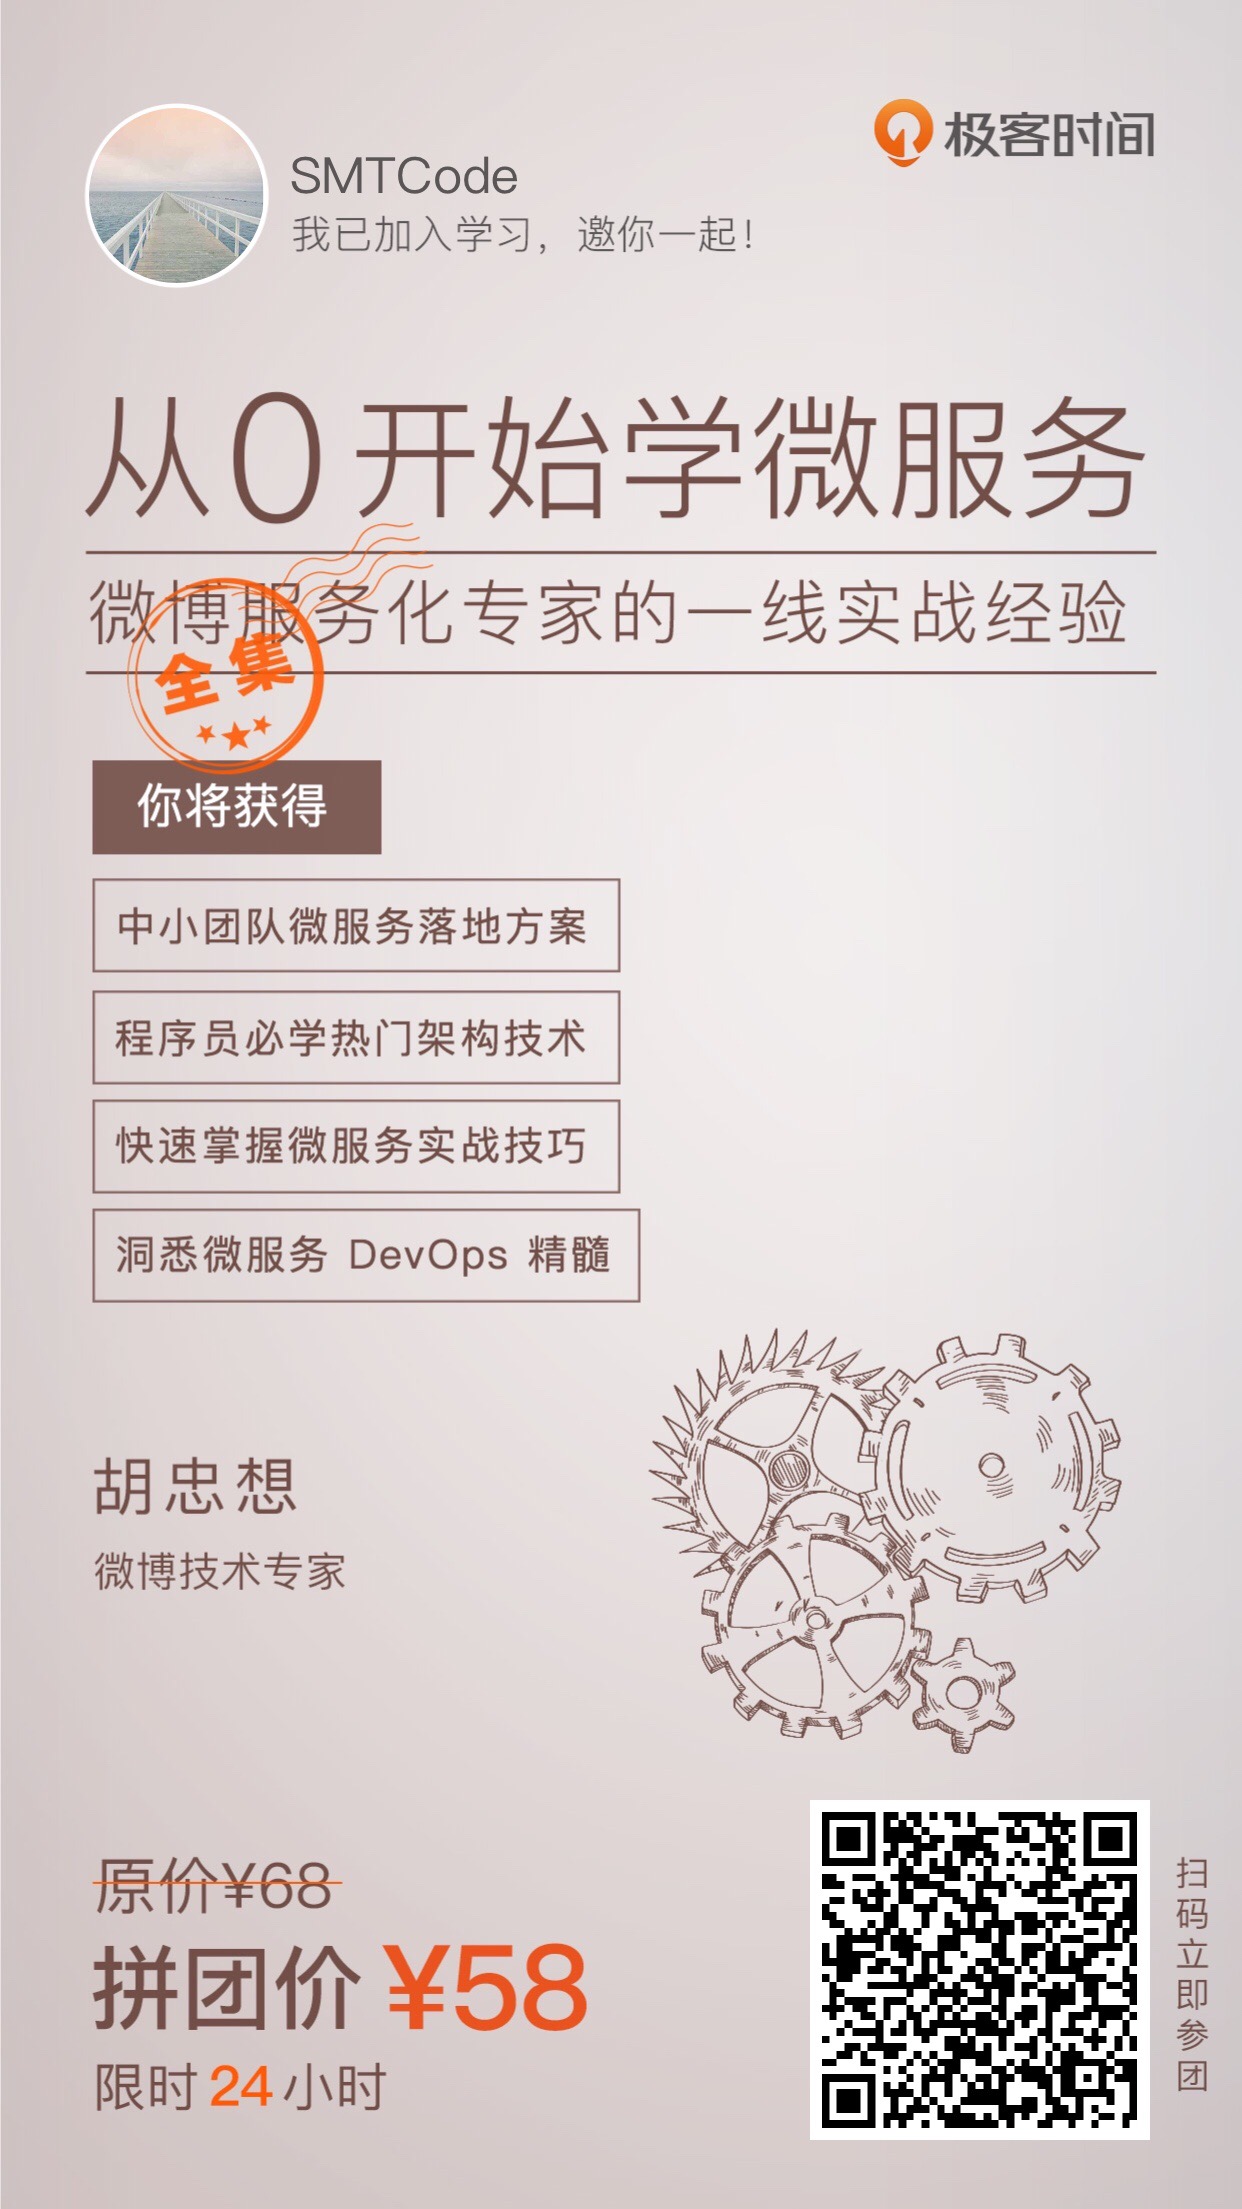 极客时间
SMTCode
我已加入学习，邀你一起！
从0开始学微服务
微博服务化专家的一线实战经验
全集
你将获得
中小团队微服务落地方案
程序员必学热门架构技术
快速掌握微服务实战技巧
洞悉微服务 DevOps 精髓
胡忠想
微博技术专家
原价¥68
拼团价 ¥58
限时 24 小时
扫码立即参团